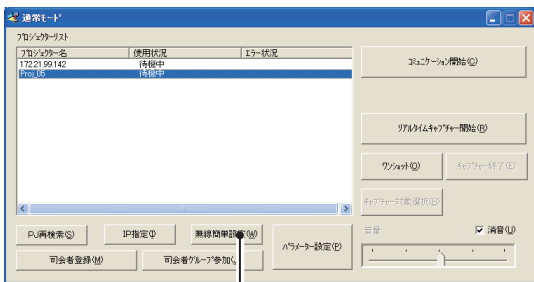 通常モード
プロジェクターリスト
プロジェクター名 使用状況 エラー状況
172.21.99.142 待機中
Proj_05 待機中
コミュニケーション開始(C)
リアルタイムキャプチャー開始(R)
ワンショット(O) キャプチャー終了(E)
キャプチャー対象選択(B)
PJ再検索(S) IP指定(I) 無線簡単設定(W)
司会者登録(M) 司会者グループ参加(
パラメーター設定(P)
音量 消音(U)